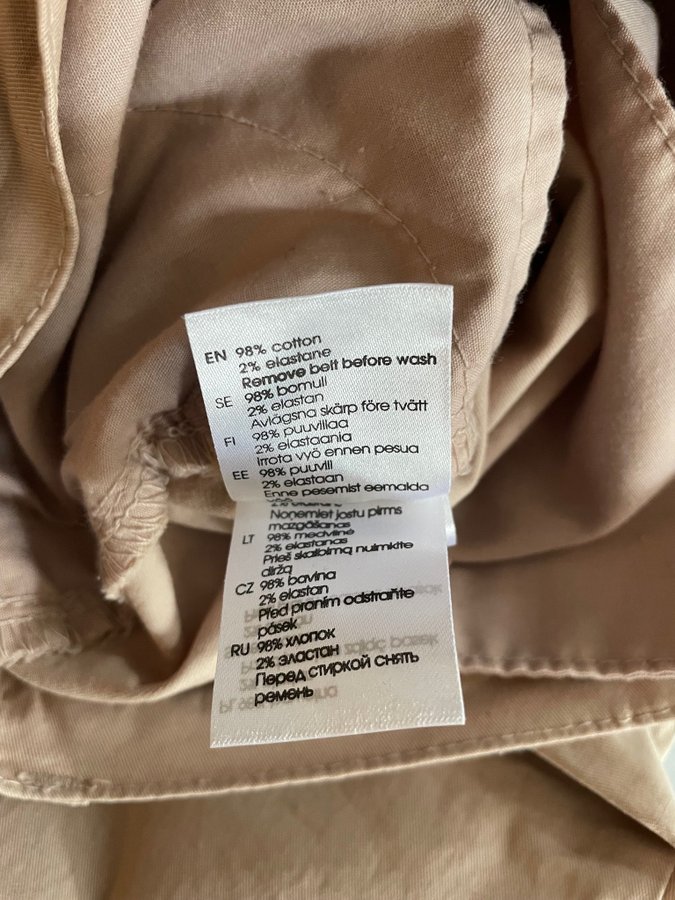 EN 98% cotton
2% elastane
Remove belt before wash
SE 98% bomull
2% elastan
Avlägsna skärp före tvätt
FI 98% puuvillaa
2% elastaania
Irrota vyö ennen pesua
EE 98% puuvill
2% elastaan
Enne pesemist eemalda
Noņemiet jostu pirms
mazgāšanas
LT 98% medvilnė
2% elastanas
Prieš skalbimą nuimkite
diržą
CZ 98% bavlna
2% elastan
Před praním odstraňte
pásek
RU 98% хлопок
2% эластан
Перед стиркой снять
ремень